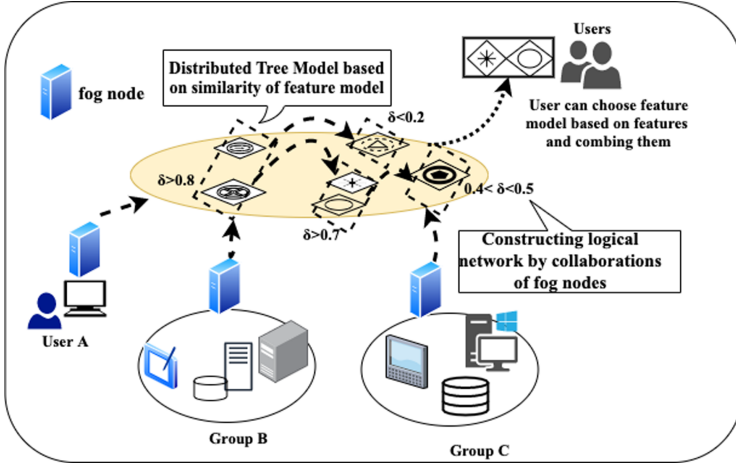 Users
Distributed Tree Model based
on similarity of feature model
fog node
User can choose feature
model based on features
and combing them
δ<0.2
δ>0.8
0.4< δ<0.5
δ>0.7
Constructing logical
network by collaborations
of fog nodes
User A
Group B
Group C